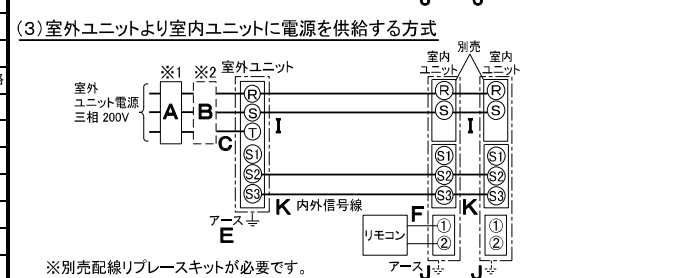 (3)室外ユニットより室内ユニットに電源を供給する方式
※1 ※2 室外ユニット
別売
室内ユニット
室内ユニット
室外
ユニット電源
三相 200V
A
B
C
R
S
T
S1
S2
S3
I
R
S
S1
S2
S3
I
R
S
S1
S2
S3
K 内外信号線
K
アース
E
リモコン
F
①
②
①
②
アース
J
J
※別売配線リプレースキットが必要です。